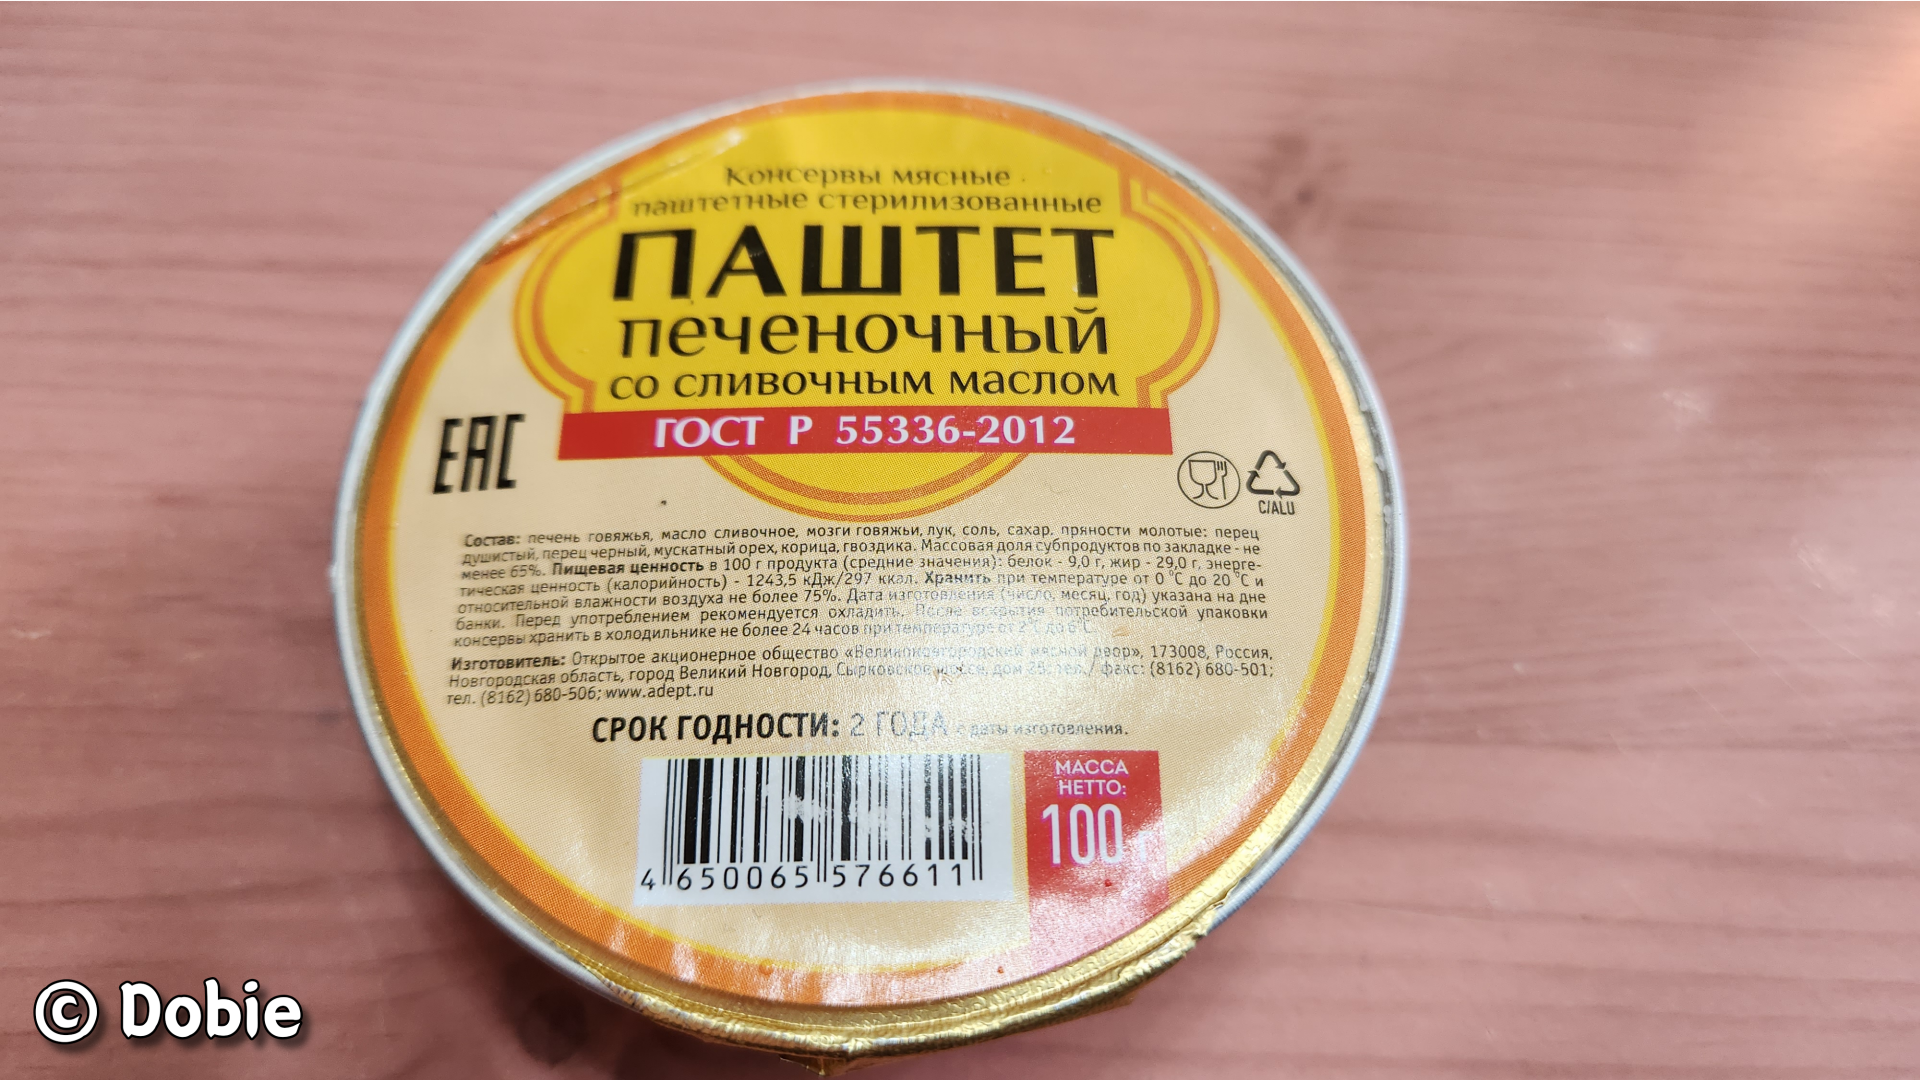 Консервы мясные
паштетные стерилизованные
ПАШТЕТ
печеночный
со сливочным маслом
ГОСТ Р 55336-2012
ЕАС
C/ALU
Состав: печень говяжья, масло сливочное, мозги говяжьи, лук, соль, сахар, пряности молотые: перец
душистый, перец черный, мускатный орех, корица, гвоздика. Массовая доля субпродуктов по закладке - не
менее 65%. Пищевая ценность в 100 г продукта (средние значения): белок - 9,0 г, жир - 29,0 г, энерге-
тическая ценность (калорийность) - 1243,5 кДж/297 ккал. Хранить при температуре от 0 °С до 20 °С и
относительной влажности воздуха не более 75%. Дата изготовления (число, месяц, год) указана на дне
банки. Перед употреблением рекомендуется охладить. После вскрытия потребительской упаковки
консервы хранить в холодильнике не более 24 часов при температуре от 2°С до 6°С.
Изготовитель: Открытое акционерное общество «Великоновгородский мясной двор», 173008, Россия,
Новгородская область, город Великий Новгород, Сырковское шоссе, дом тел./ факс: (8162) 680-501;
тел. (8162) 680-506; www.adept.ru
СРОК ГОДНОСТИ: 2 ГОДА с даты изготовления.
МАССА
НЕТТО:
100 г
4 650065 576611
© Dobie